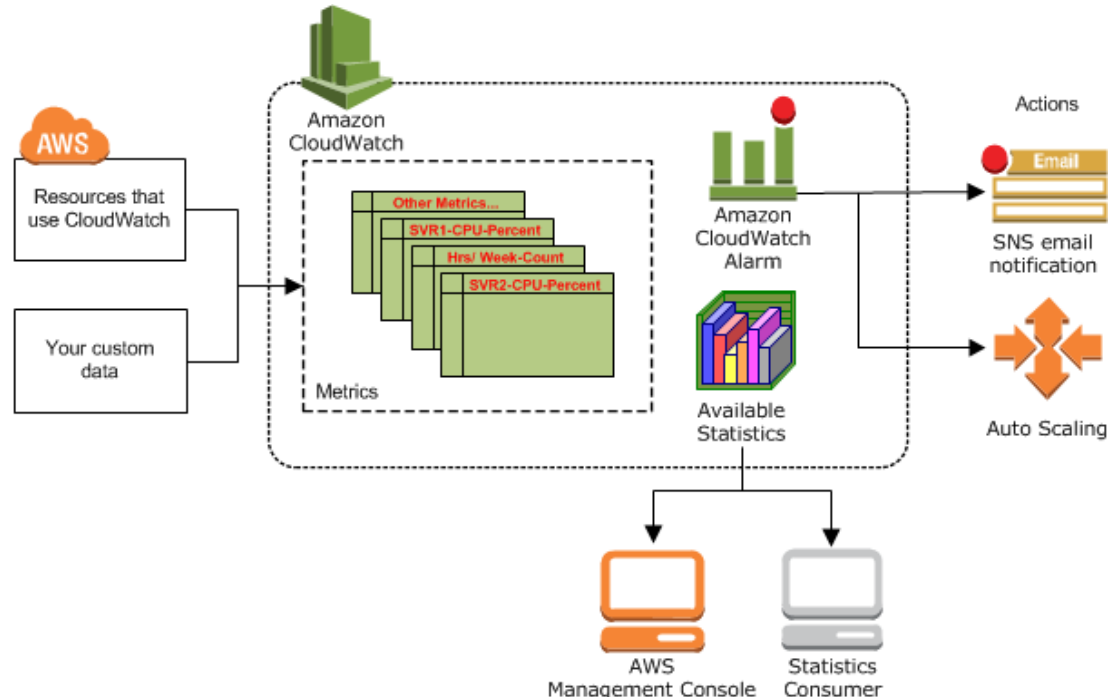 Amazon
CloudWatch
AWS
Resources that
use CloudWatch
Your custom
data
Other Metrics...
SVR1-CPU-Percent
Hrs/ Week-Count
SVR2-CPU-Percent
Metrics
Amazon
CloudWatch
Alarm
Available
Statistics
Actions
Email
SNS email
notification
Auto Scaling
AWS
Management Console
Statistics
Consumer